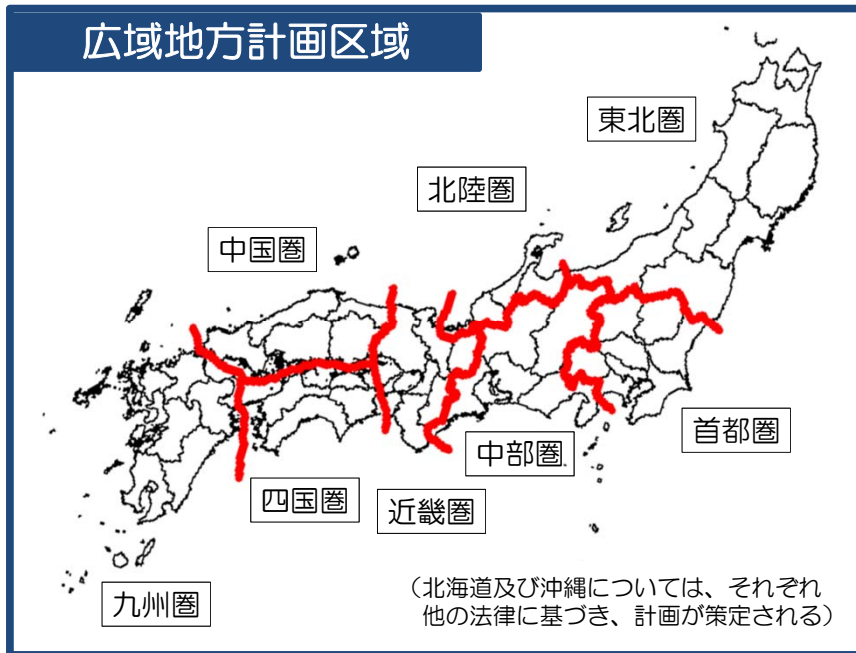 広域地方計画区域
東北圏
北陸圏
中国圏
首都圏
中部圏.
四国圏
近畿圏
九州圏
（北海道及び沖縄については、それぞれ
他の法律に基づき、計画が策定される）